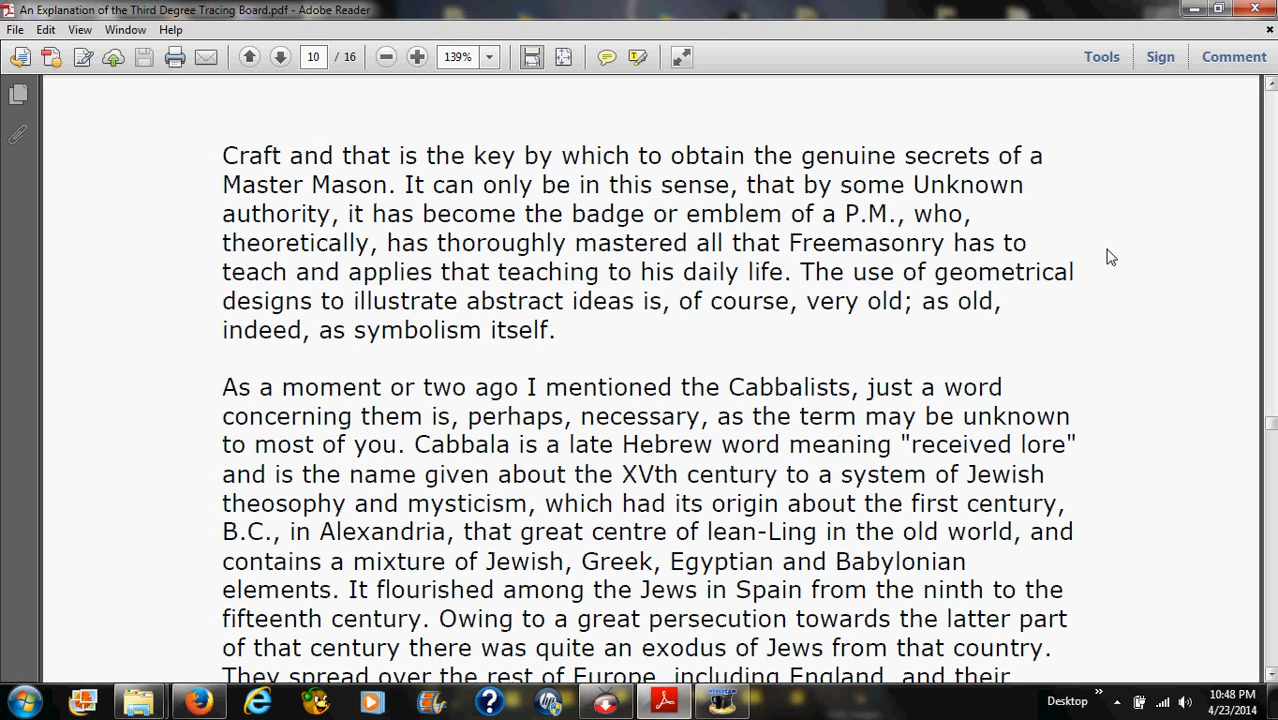 An Explanation of the Third Degree Tracing Board.pdf - Adobe Reader
File Edit View Window Help
10 / 16 139% Tools Sign Comment
Craft and that is the key by which to obtain the genuine secrets of a
Master Mason. It can only be in this sense, that by some Unknown
authority, it has become the badge or emblem of a P.M., who,
theoretically, has thoroughly mastered all that Freemasonry has to
teach and applies that teaching to his daily life. The use of geometrical
designs to illustrate abstract ideas is, of course, very old; as old,
indeed, as symbolism itself.
As a moment or two ago I mentioned the Cabbalists, just a word
concerning them is, perhaps, necessary, as the term may be unknown
to most of you. Cabbala is a late Hebrew word meaning "received lore"
and is the name given about the XVth century to a system of Jewish
theosophy and mysticism, which had its origin about the first century,
B.C., in Alexandria, that great centre of lean-Ling in the old world, and
contains a mixture of Jewish, Greek, Egyptian and Babylonian
elements. It flourished among the Jews in Spain from the ninth to the
fifteenth century. Owing to a great persecution towards the latter part
of that century there was quite an exodus of Jews from that country.
They spread over the rest of Europe, including England, and their
Desktop 10:48 PM
4/23/2014